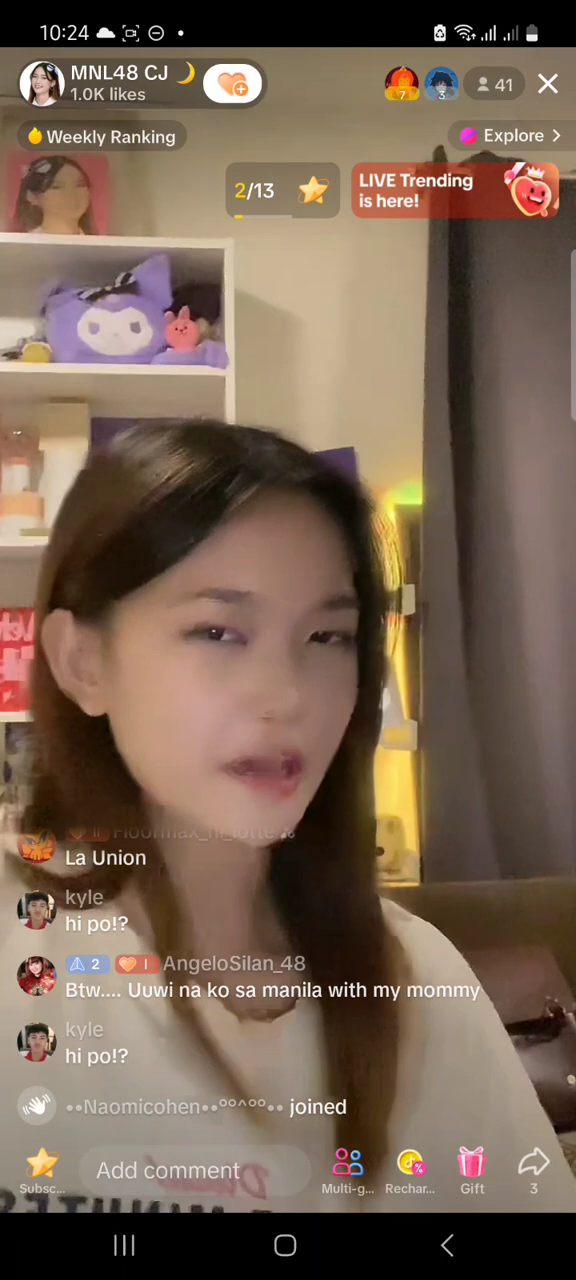 10:24
MNL48 CJ 🌙
1.0K likes
7
3
41
Weekly Ranking
Explore >
2/13
LIVE Trending
is here!
La Union
kyle
hi po!?
2 I AngeloSilan_48
Btw.... Uuwi na ko sa manila with my mommy
kyle
hi po!?
••Naomicohen••°°^°°•• joined
Add comment
Subsc...
Multi-g...
Rechar...
Gift
3